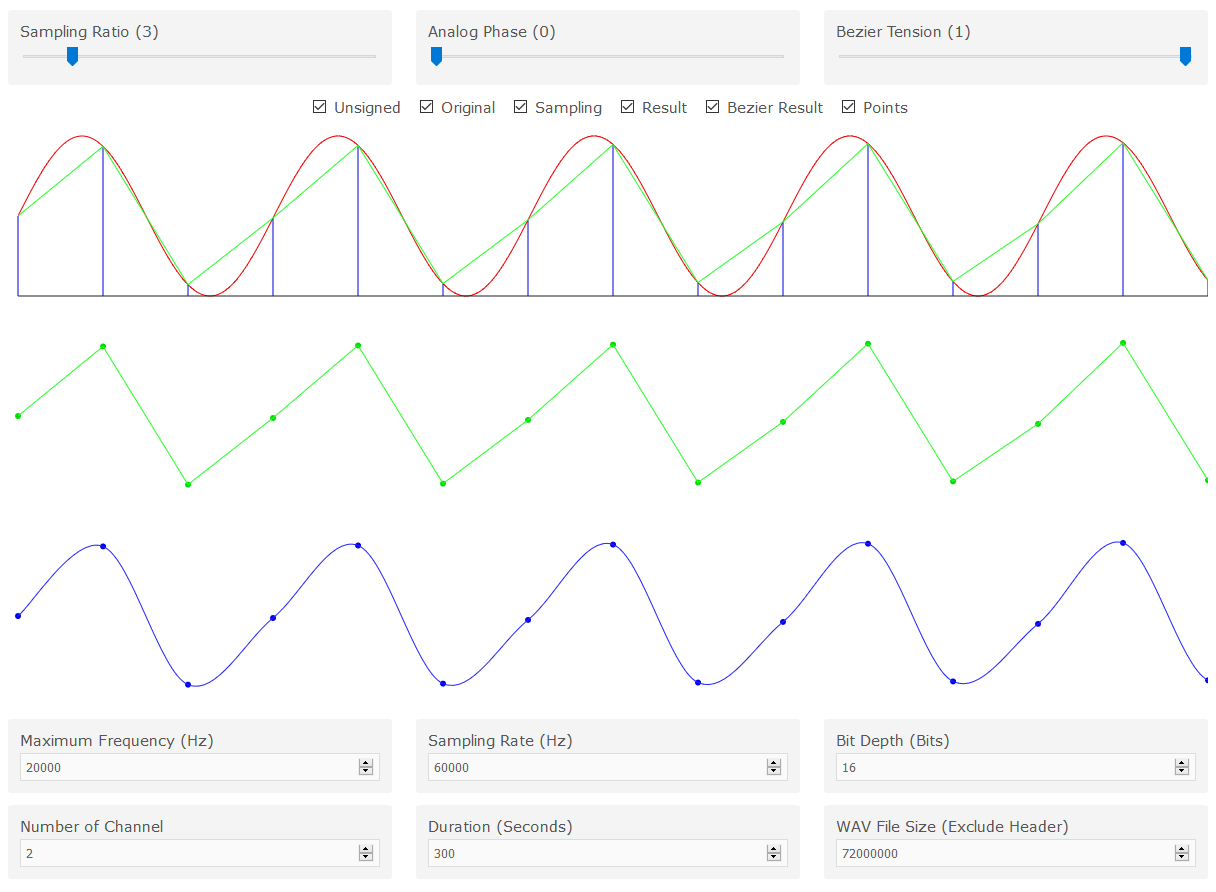 Sampling Ratio (3) Analog Phase (0) Bezier Tension (1)
Unsigned Original Sampling Result Bezier Result Points
Maximum Frequency (Hz) Sampling Rate (Hz) Bit Depth (Bits)
20000 60000 16
Number of Channel Duration (Seconds) WAV File Size (Exclude Header)
2 300 72000000